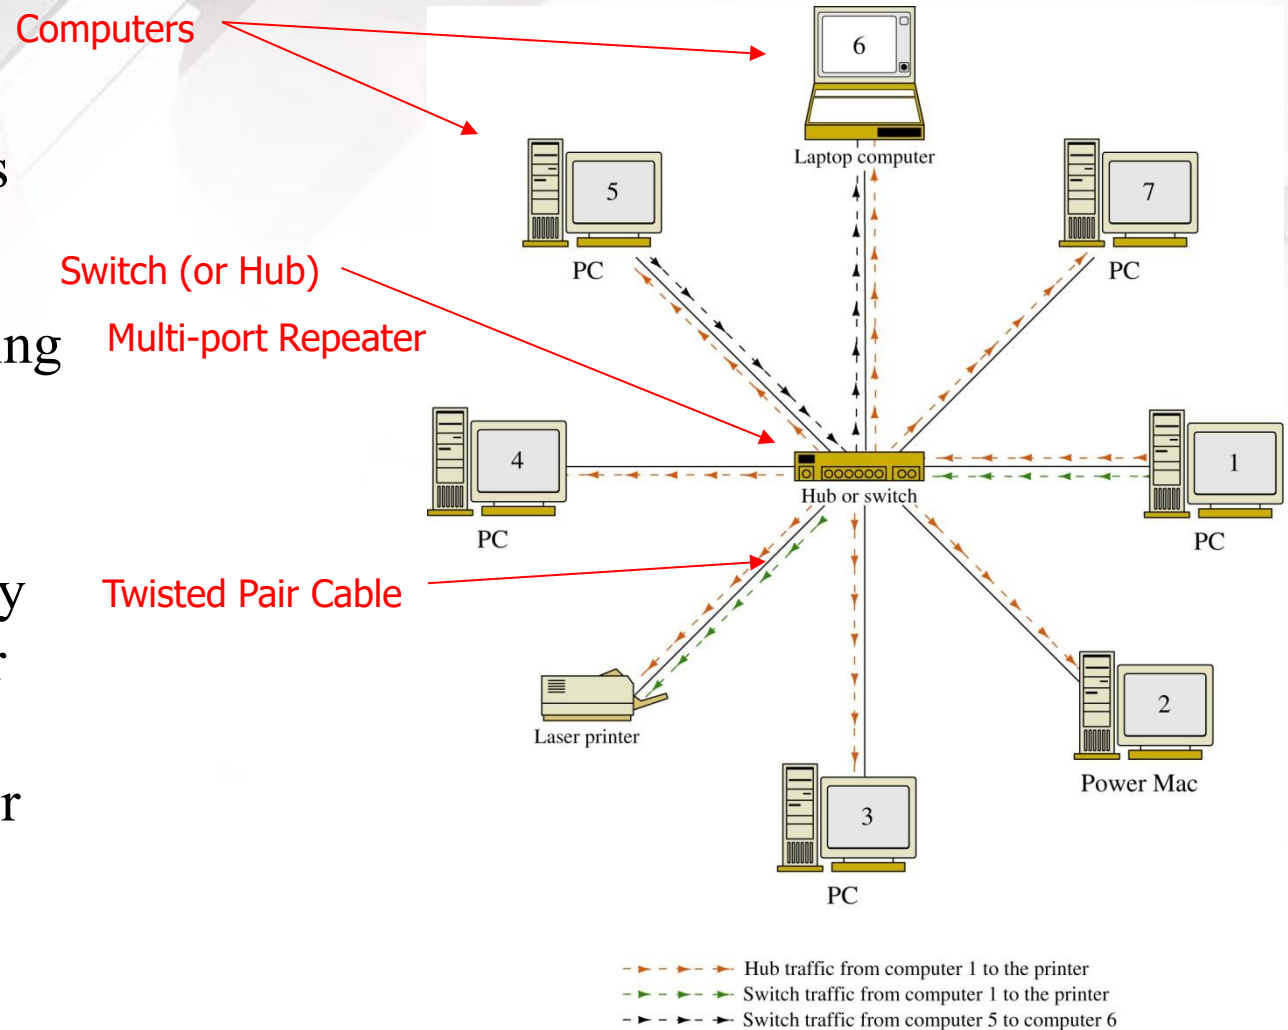 Computers
6
Laptop computer
s
5
PC
7
PC
Switch (or Hub)
ng
Multi-port Repeater
4
PC
Hub or switch
1
PC
y
Twisted Pair Cable
r
Laser printer
2
Power Mac
r
3
PC
Hub traffic from computer 1 to the printer
Switch traffic from computer 1 to the printer
Switch traffic from computer 5 to computer 6